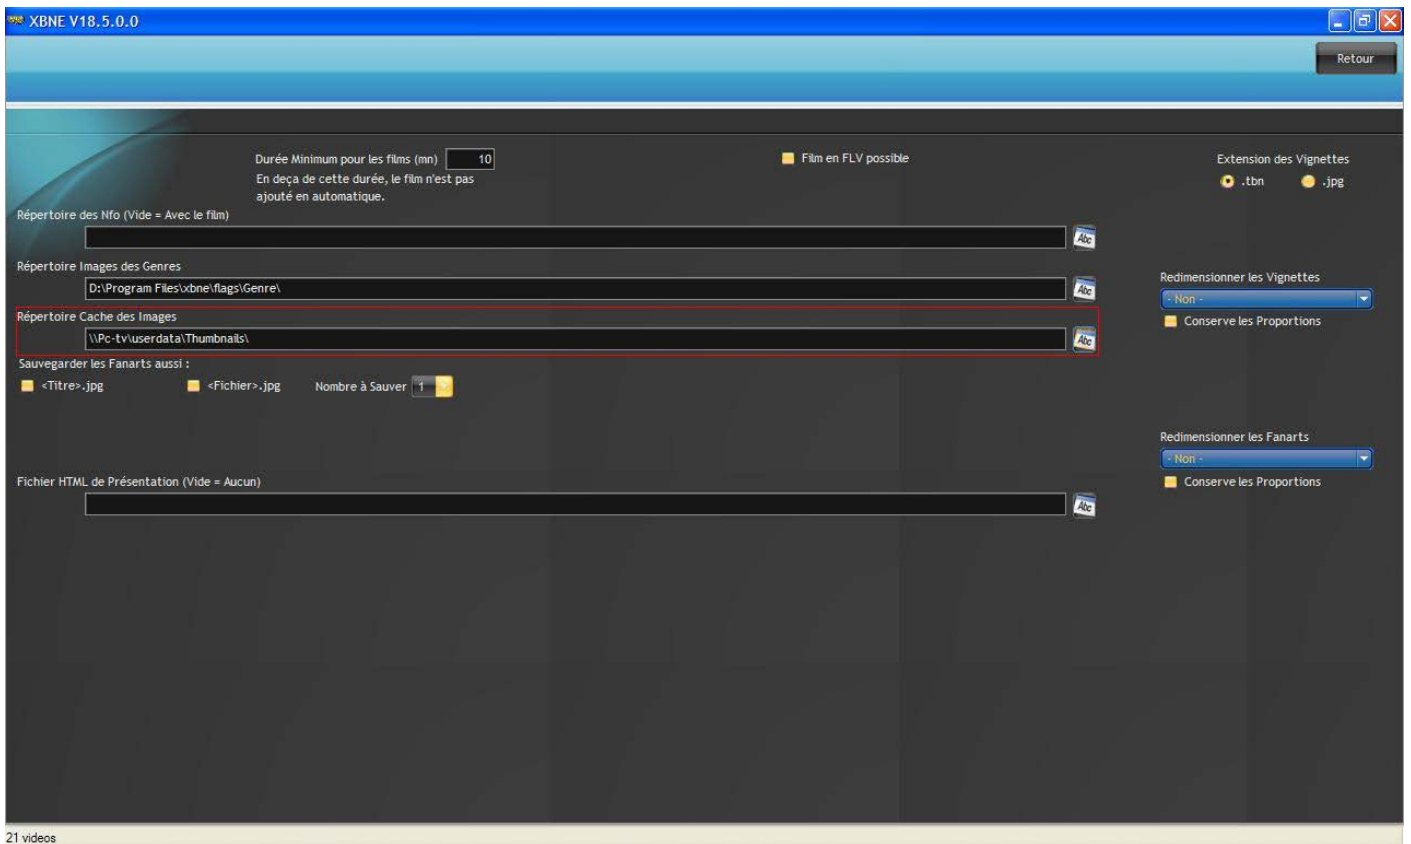 XBNE V18.5.0.0
Retour
Durée Minimum pour les films (mn) 10
En deça de cette durée, le film n'est pas
ajouté en automatique.
Film en FLV possible
Extension des Vignettes
.tbn .jpg
Répertoire des Nfo (Vide = Avec le film)
Abc
Répertoire Images des Genres
D:\Program Files\xbne\flags\Genre\
Abc
Redimensionner les Vignettes
- Non -
Conserve les Proportions
Répertoire Cache des Images
\\Pc-tv\userdata\Thumbnails\
Abc
Sauvegarder les Fanarts aussi :
<Titre>.jpg <Fichier>.jpg Nombre à Sauver 1
Redimensionner les Fanarts
- Non -
Conserve les Proportions
Fichier HTML de Présentation (Vide = Aucun)
Abc
21 videos